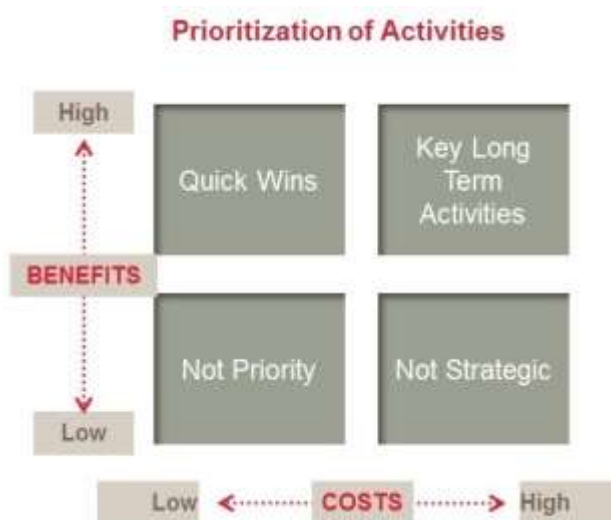 Prioritization of Activities
High
Quick Wins
Key Long
Term
Activities
BENEFITS
Not Priority
Not Strategic
Low
Low
COSTS
High